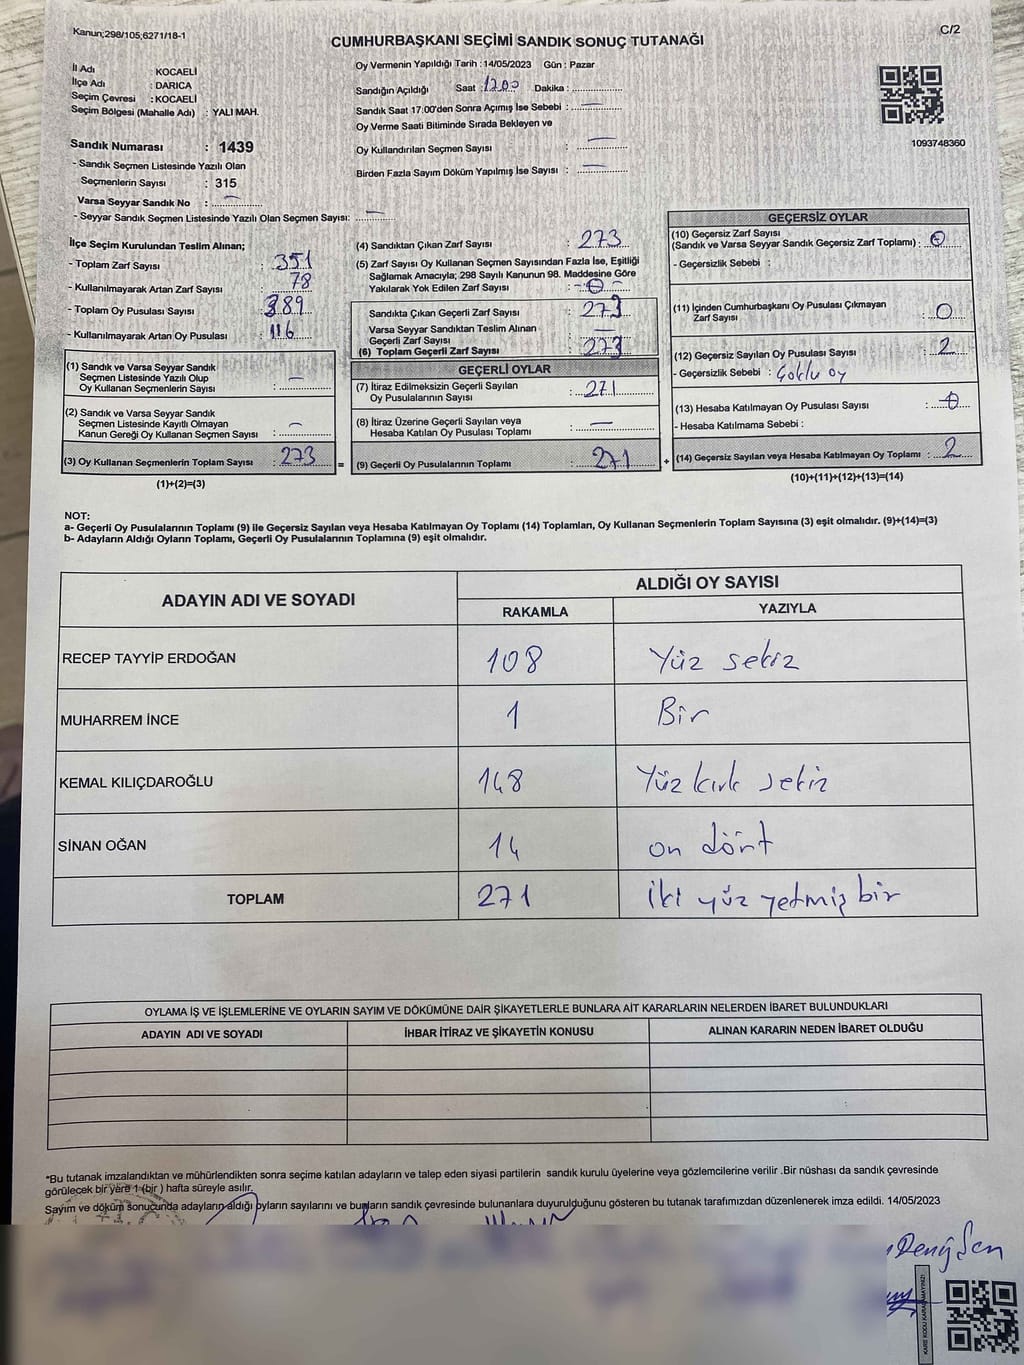 Kanun;298/105;6271/18-1
C/2
CUMHURBAŞKANI SEÇİMİ SANDIK SONUÇ TUTANAĞI
İl Adı : KOCAELİ
İlçe Adı : DARICA
Seçim Çevresi : KOCAELİ
Seçim Bölgesi (Mahalle Adı) : YALI MAH.
Sandık Numarası : 1439
- Sandık Seçmen Listesinde Yazılı Olan
Seçmenlerin Sayısı : 315
Varsa Seyyar Sandık No : –
- Seyyar Sandık Seçmen Listesinde Yazılı Olan Seçmen Sayısı: –
Oy Vermenin Yapıldığı Tarih : 14/05/2023 Gün : Pazar
Sandığın Açıldığı Saat : 1700 Dakika :
Sandık Saat 17:00'den Sonra Açımış İse Sebebi : –
Oy Verme Saati Bitiminde Sırada Bekleyen ve
Oy Kullandırılan Seçmen Sayısı : –
Birden Fazla Sayım Döküm Yapılmış İse Sayısı : –
1093748360
İlçe Seçim Kurulundan Teslim Alınan;
- Toplam Zarf Sayısı : 351
- Kullanılmayarak Artan Zarf Sayısı : 78
- Toplam Oy Pusulası Sayısı : 389
- Kullanılmayarak Artan Oy Pusulası : 116
(1) Sandık ve Varsa Seyyar Sandık
Seçmen Listesinde Yazılı Olup
Oy Kullanan Seçmenlerin Sayısı : –
(2) Sandık ve Varsa Seyyar Sandık
Seçmen Listesinde Kayıtlı Olmayan
Kanun Gereği Oy Kullanan Seçmen Sayısı : –
(3) Oy Kullanan Seçmenlerin Toplam Sayısı : 273
(1)+(2)=(3)
=
(4) Sandıktan Çıkan Zarf Sayısı : 273
(5) Zarf Sayısı Oy Kullanan Seçmen Sayısından Fazla İse, Eşitliği
Sağlamak Amacıyla; 298 Sayılı Kanunun 98. Maddesine Göre
Yakılarak Yok Edilen Zarf Sayısı : -0-
Sandıkta Çıkan Geçerli Zarf Sayısı : 273
Varsa Seyyar Sandıktan Teslim Alınan
Geçerli Zarf Sayısı : –
(6) Toplam Geçerli Zarf Sayısı : 273
GEÇERLİ OYLAR
(7) İtiraz Edilmeksizin Geçerli Sayılan
Oy Pusulalarının Sayısı : 271
(8) İtiraz Üzerine Geçerli Sayılan veya
Hesaba Katılan Oy Pusulası Toplamı : –
(9) Geçerli Oy Pusulalarının Toplamı : 271
+
GEÇERSİZ OYLAR
(10) Geçersiz Zarf Sayısı
(Sandık ve Varsa Seyyar Sandık Geçersiz Zarf Toplamı) : 0
- Geçersizlik Sebebi :
(11) İçinden Cumhurbaşkanı Oy Pusulası Çıkmayan
Zarf Sayısı : 0
(12) Geçersiz Sayılan Oy Pusulası Sayısı : 2
- Geçersizlik Sebebi : Çoklu oy
(13) Hesaba Katılmayan Oy Pusulası Sayısı : 0
- Hesaba Katılmama Sebebi :
(14) Geçersiz Sayılan veya Hesaba Katılmayan Oy Toplamı : 2
(10)+(11)+(12)+(13)=(14)
NOT:
a- Geçerli Oy Pusulalarının Toplamı (9) ile Geçersiz Sayılan veya Hesaba Katılmayan Oy Toplamı (14) Toplamları, Oy Kullanan Seçmenlerin Toplam Sayısına (3) eşit olmalıdır. (9)+(14)=(3)
b- Adayların Aldığı Oyların Toplamı, Geçerli Oy Pusulalarının Toplamına (9) eşit olmalıdır.
ADAYIN ADI VE SOYADI
ALDIĞI OY SAYISI
RAKAMLA YAZIYLA
RECEP TAYYİP ERDOĞAN 108 Yüz sekiz
MUHARREM İNCE 1 Bir
KEMAL KILIÇDAROĞLU 148 Yüz kırk sekiz
SİNAN OĞAN 14 on dört
TOPLAM 271 iki yüz yetmiş bir
OYLAMA İŞ VE İŞLEMLERİNE VE OYLARIN SAYIM VE DÖKÜMÜNE DAİR ŞİKAYETLERLE BUNLARA AİT KARARLARIN NELERDEN İBARET BULUNDUKLARI
ADAYIN ADI VE SOYADI İHBAR İTİRAZ VE ŞİKAYETİN KONUSU ALINAN KARARIN NEDEN İBARET OLDUĞU
*Bu tutanak imzalandıktan ve mühürlendikten sonra seçime katılan adayların ve talep eden siyasi partilerin sandık kurulu üyelerine veya gözlemcilerine verilir .Bir nüshası da sandık çevresinde
görülecek bir yere 1 (bir ) hafta süreyle asılır.
Sayım ve döküm sonucunda adayların aldığı oyların sayılarını ve bunların sandık çevresinde bulunanlara duyurulduğunu gösteren bu tutanak tarafımızdan düzenlenerek imza edildi. 14/05/2023
Şen
KARE KODU KARALAMAYINIZ!